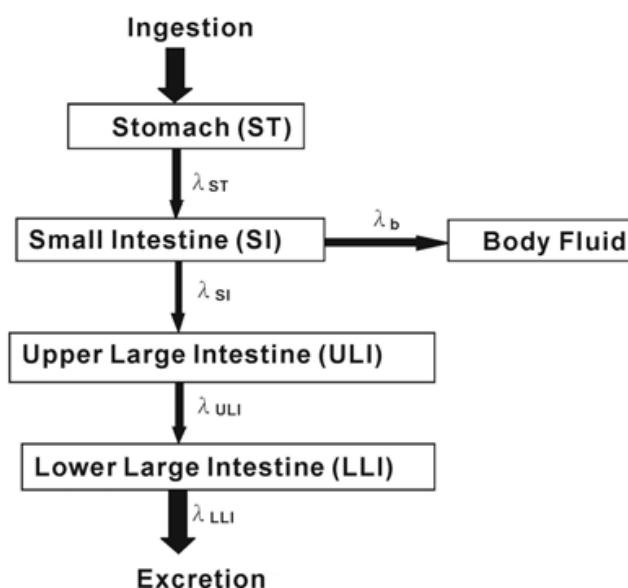 Ingestion
Stomach (ST)
λ ST
Small Intestine (SI)
λ b
Body Fluid
λ SI
Upper Large Intestine (ULI)
λ ULI
Lower Large Intestine (LLI)
λ LLI
Excretion